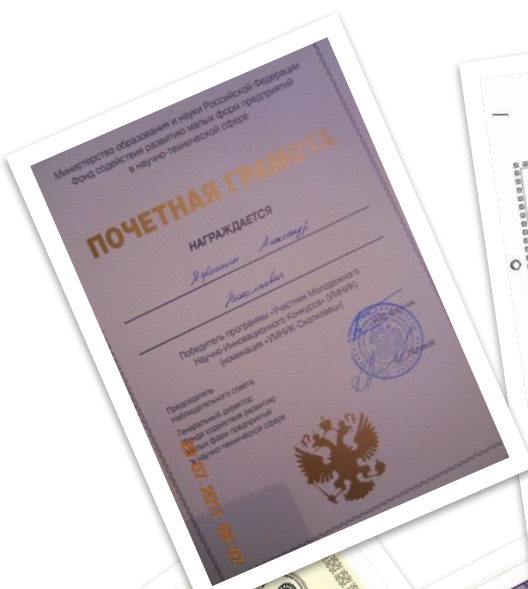 Министерство образования и науки Российской Федерации
Фонд содействия развитию малых форм предприятий
в научно-технической сфере
ПОЧЕТНАЯ ГРАМОТА
НАГРАЖДАЕТСЯ
Александр
Николаевич
Победитель программы «Участник Молодежного
Научно-Инновационного Конкурса» (УМНИК)
(номинация «УМНИК-Сколковец»)
Председатель
наблюдательного совета
Генеральный директор
Фонда содействия развитию
малых форм предприятий
в научно-технической сфере